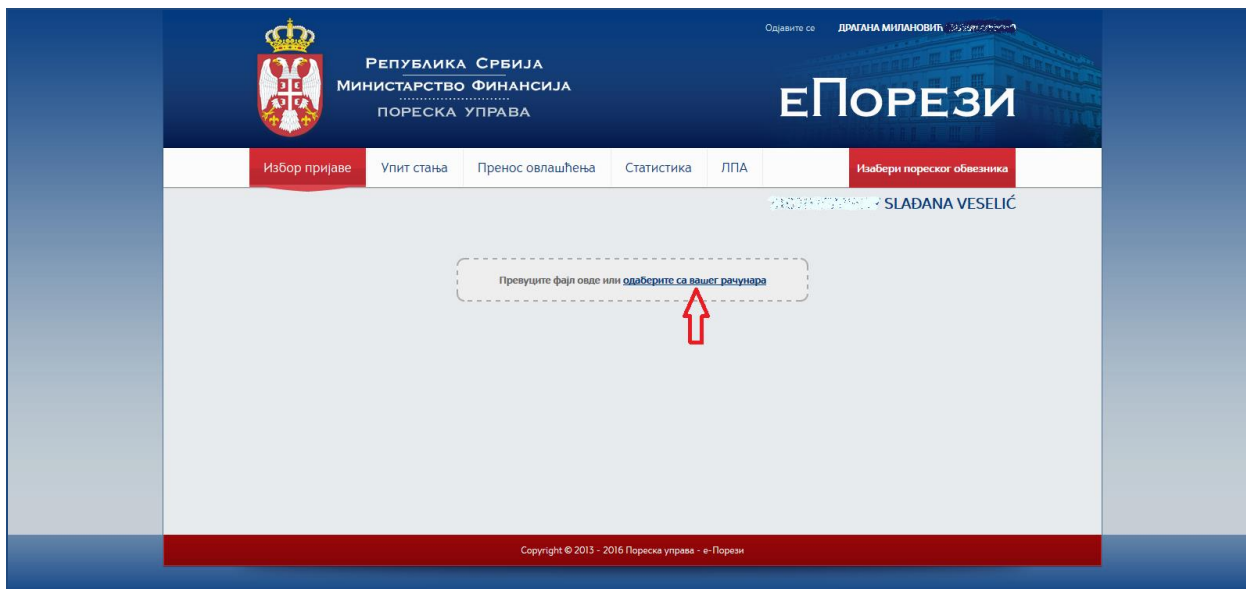 Одјавите се ДРАГАНА МИЛАНОВИЋ
Република Србија
Министарство Финансија
ПОРЕСКА УПРАВА
еПорези
Избор пријаве Упит стања Пренос овлашћења Статистика ЛПА Изабери пореског обвезника
SLAĐANA VESELIĆ
Превуците фајл овде или одаберите са вашег рачунара
Copyright © 2013 - 2016 Пореска управа - е-Порези